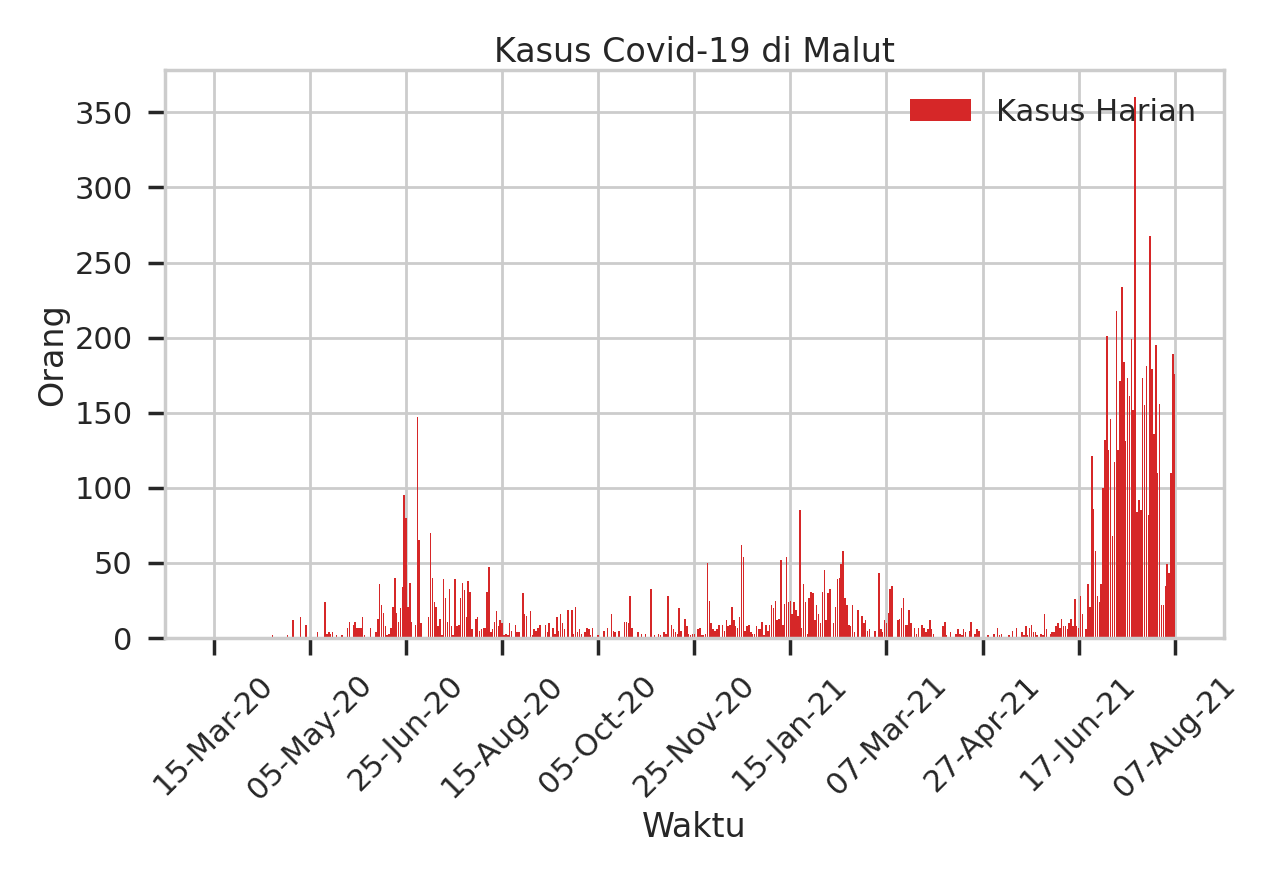 Kasus Covid-19 di Malut
Kasus Harian
Orang
350
300
250
200
150
100
50
0
15-Mar-20
05-May-20
25-Jun-20
15-Aug-20
05-Oct-20
25-Nov-20
15-Jan-21
07-Mar-21
27-Apr-21
17-Jun-21
07-Aug-21
Waktu